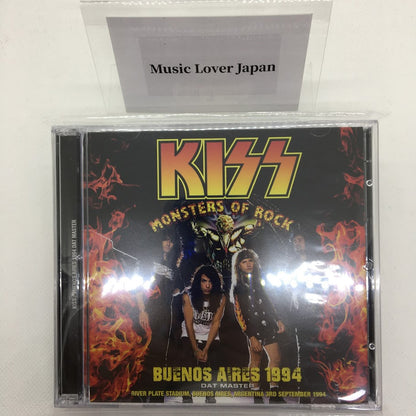 Music Lover Japan
KISS
MONSTERS OF ROCK
BUENOS AIRES 1994
DAT MASTER
RIVER PLATE STADIUM, BUENOS AIRES, ARGENTINA 3RD SEPTEMBER 1994